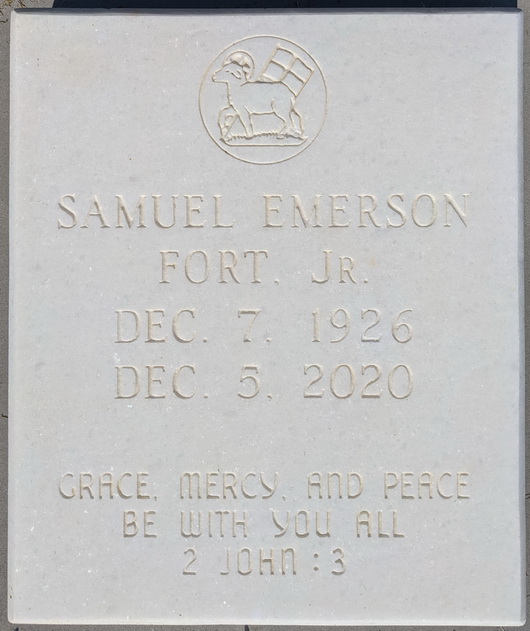 SAMUEL EMERSON
FORT, JR.
DEC. 7, 1926
DEC. 5, 2020
GRACE, MERCY, AND PEACE
BE WITH YOU ALL
2 JOHN : 3